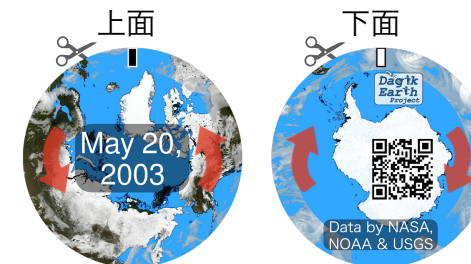 上面
下面
May 20,
2003
Dagik
Earth
Project
Data by NASA,
NOAA & USGS